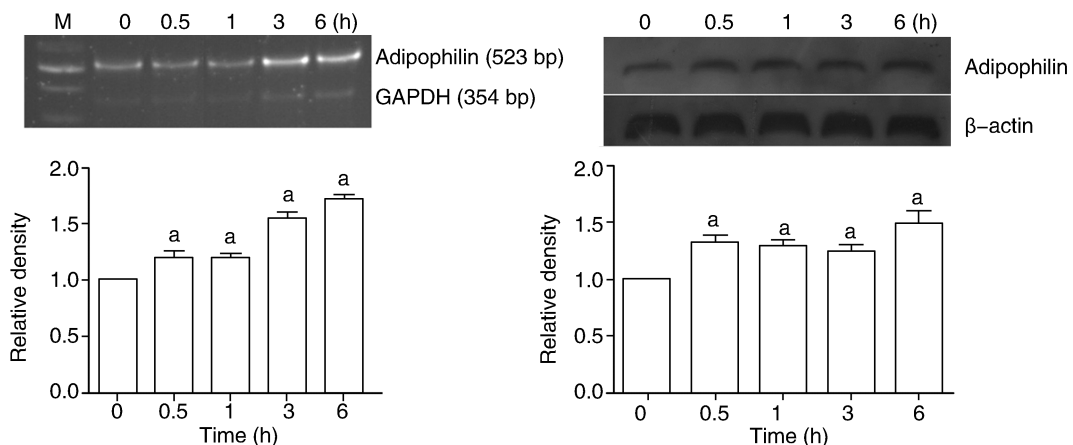 M 0 0.5 1 3 6 (h)
Adipophilin (523 bp)
GAPDH (354 bp)
2.0
1.5
1.0
0.5
0.0
Relative density
a a a a
0 0.5 1 3 6
Time (h)
0 0.5 1 3 6 (h)
Adipophilin
β-actin
2.0
1.5
1.0
0.5
0.0
Relative density
a a a a
0 0.5 1 3 6
Time (h)